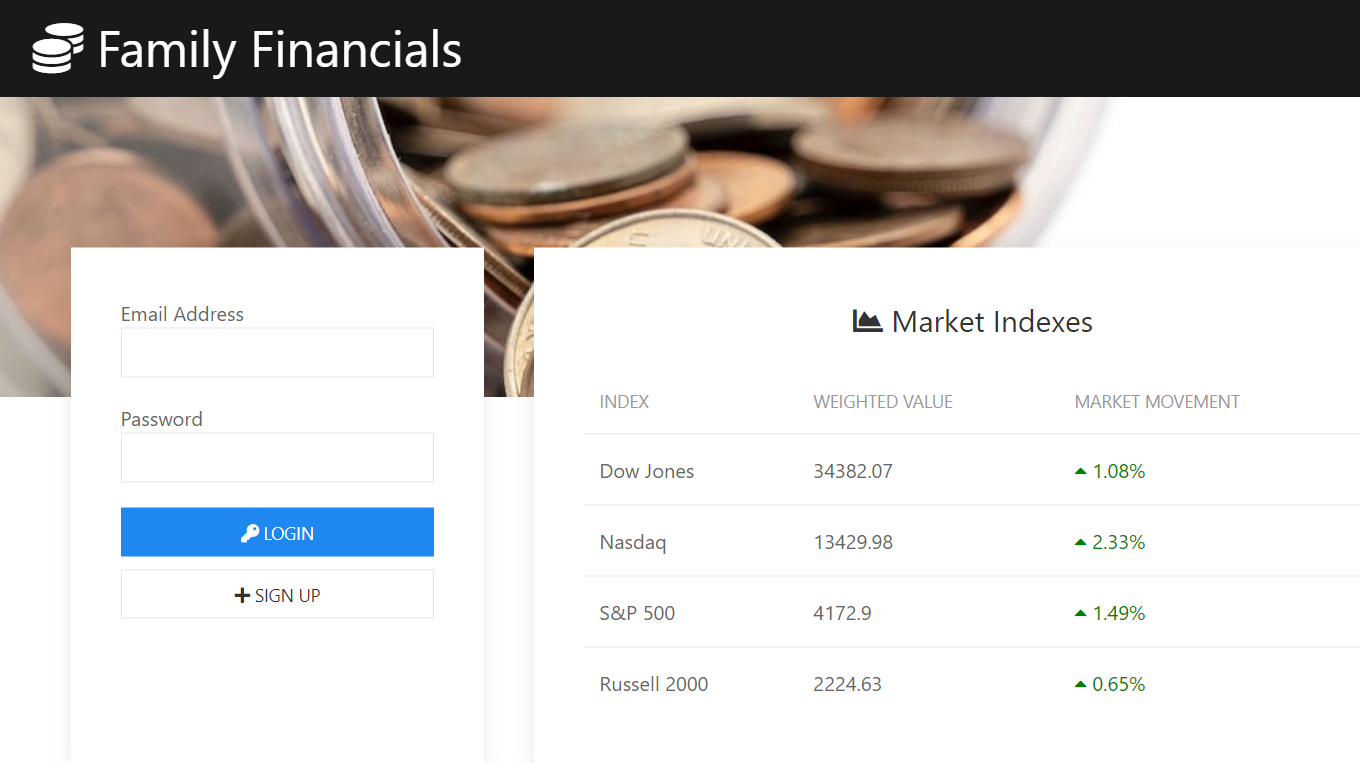 Family Financials
Email Address
Password
LOGIN
SIGN UP
Market Indexes
INDEX WEIGHTED VALUE MARKET MOVEMENT
Dow Jones 34382.07 1.08%
Nasdaq 13429.98 2.33%
S&P 500 4172.9 1.49%
Russell 2000 2224.63 0.65%